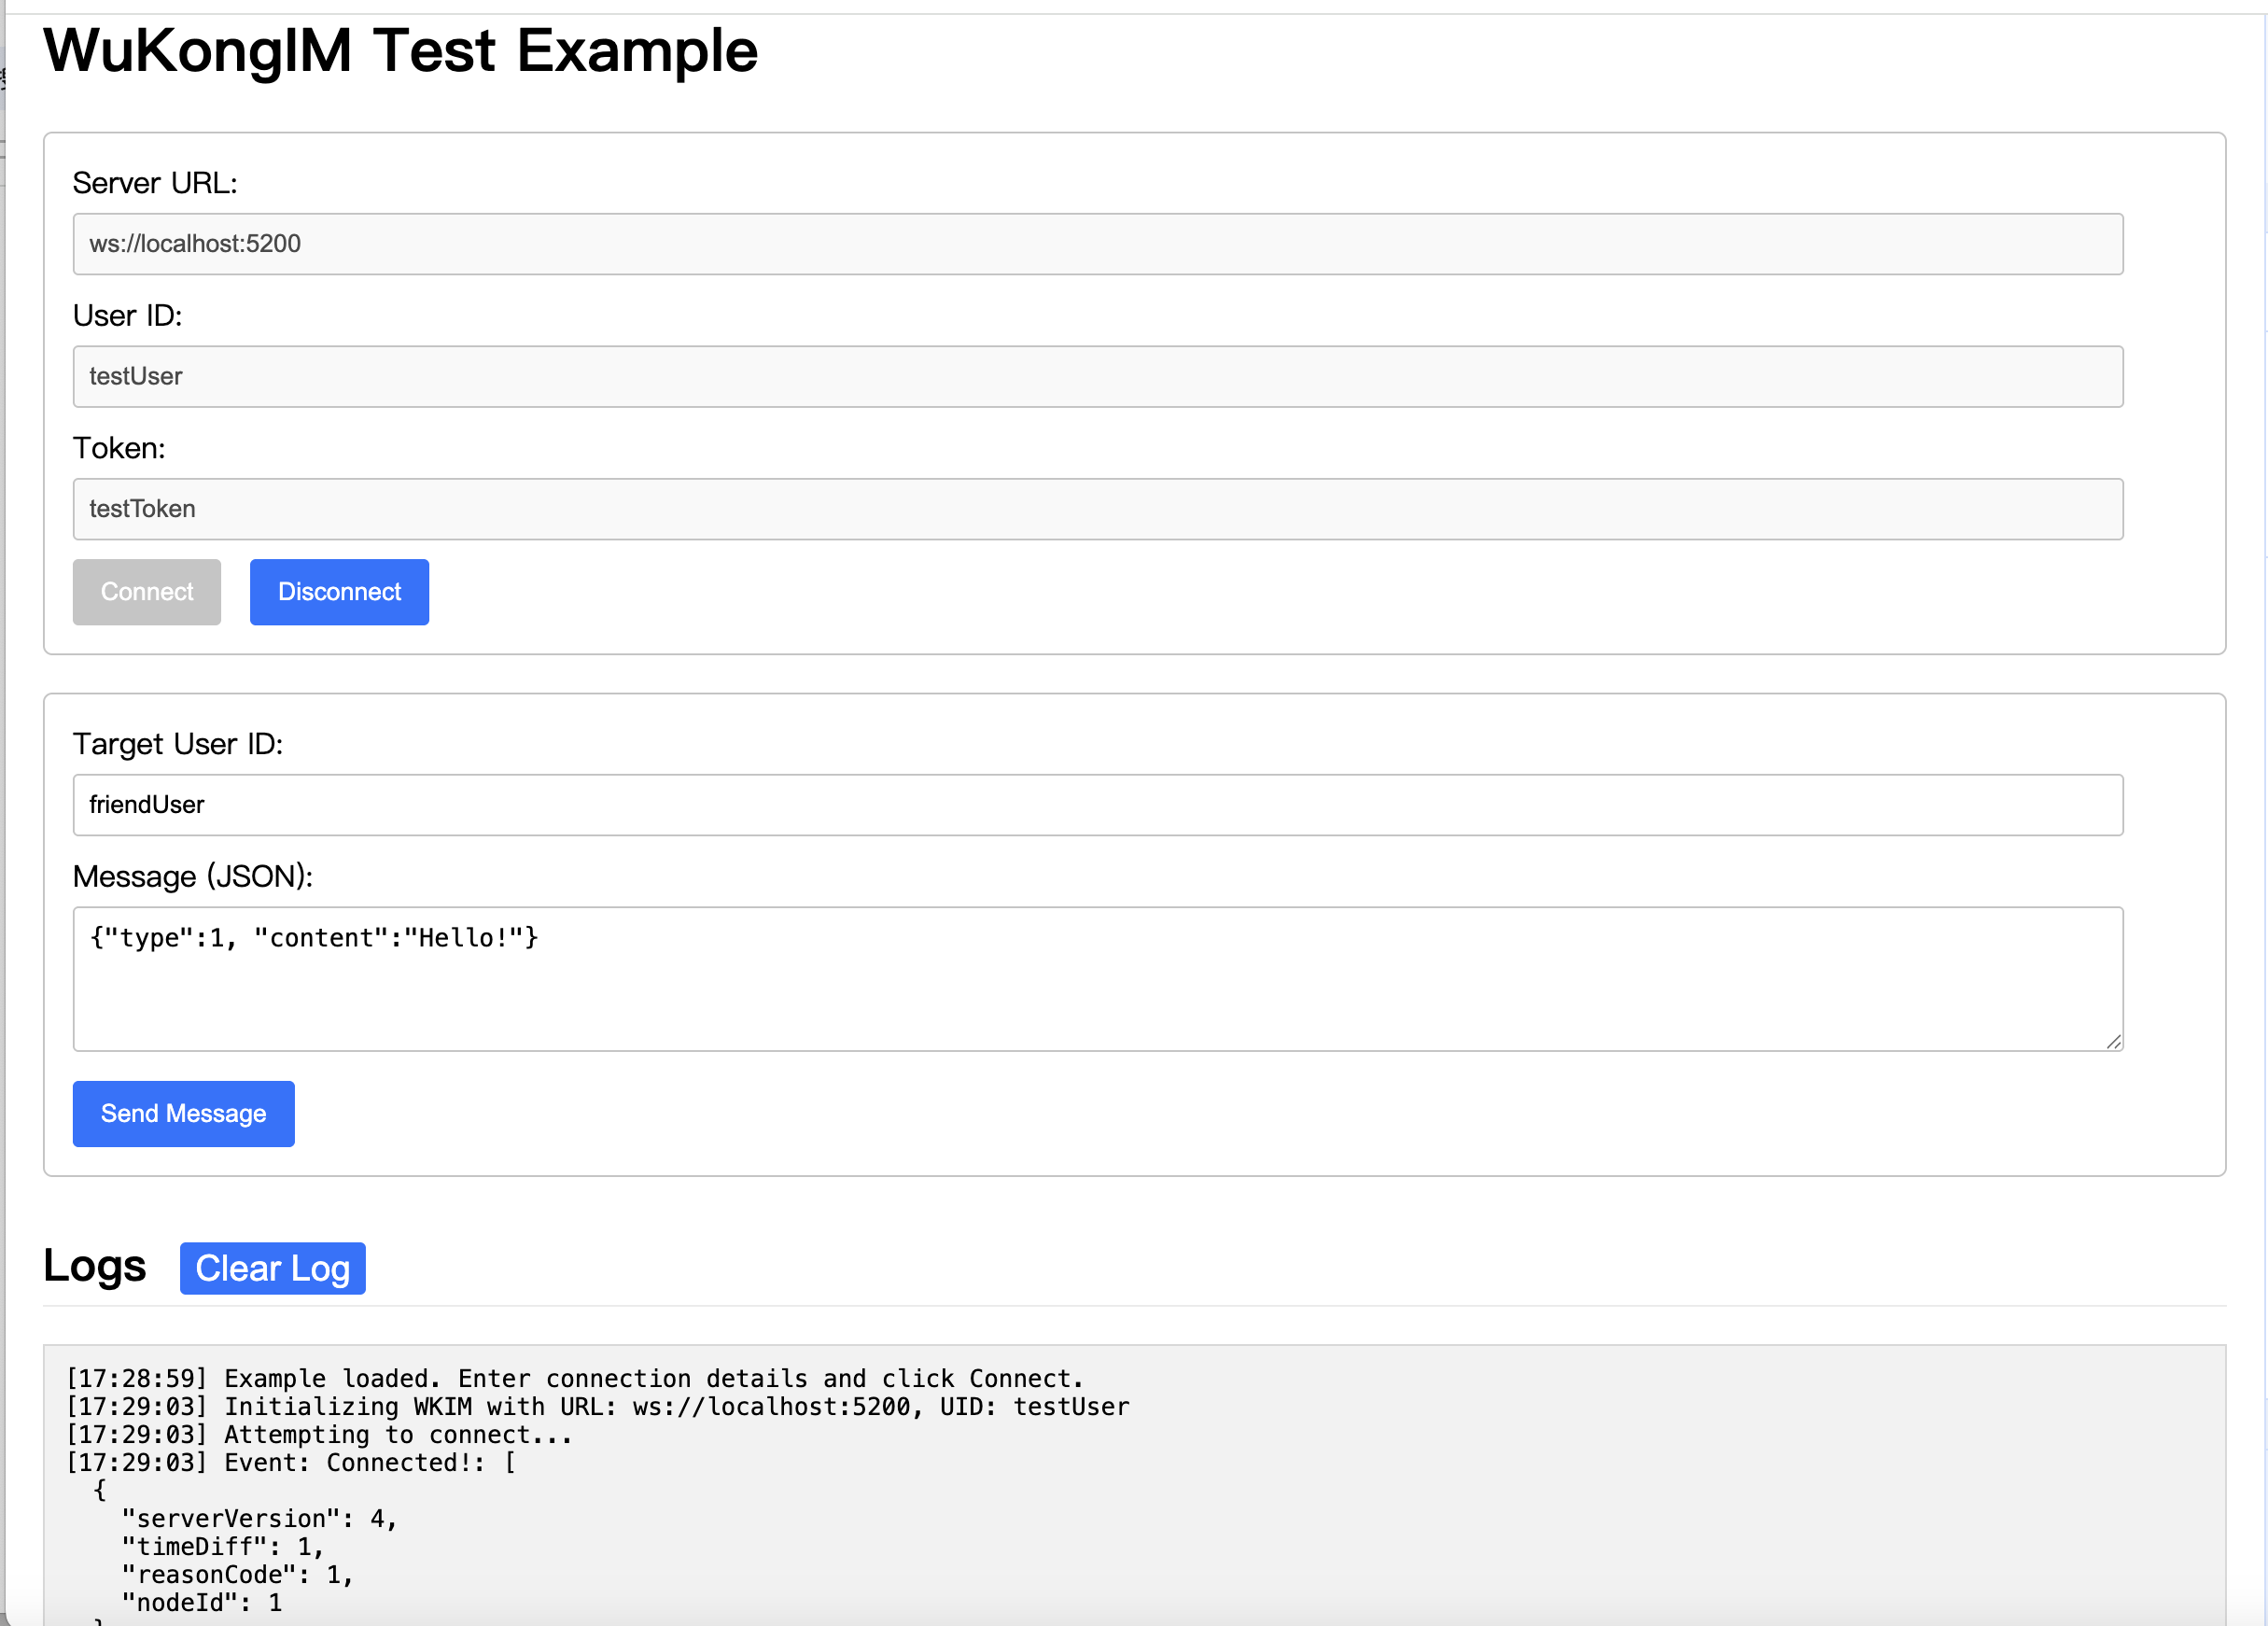 WuKongIM Test Example
Server URL:
ws://localhost:5200
User ID:
testUser
Token:
testToken
Connect Disconnect
Target User ID:
friendUser
Message (JSON):
{"type":1, "content":"Hello!"}
Send Message
Logs Clear Log
[17:28:59] Example loaded. Enter connection details and click Connect.
[17:29:03] Initializing WKIM with URL: ws://localhost:5200, UID: testUser
[17:29:03] Attempting to connect...
[17:29:03] Event: Connected!: [
{
"serverVersion": 4,
"timeDiff": 1,
"reasonCode": 1,
"nodeId": 1
}